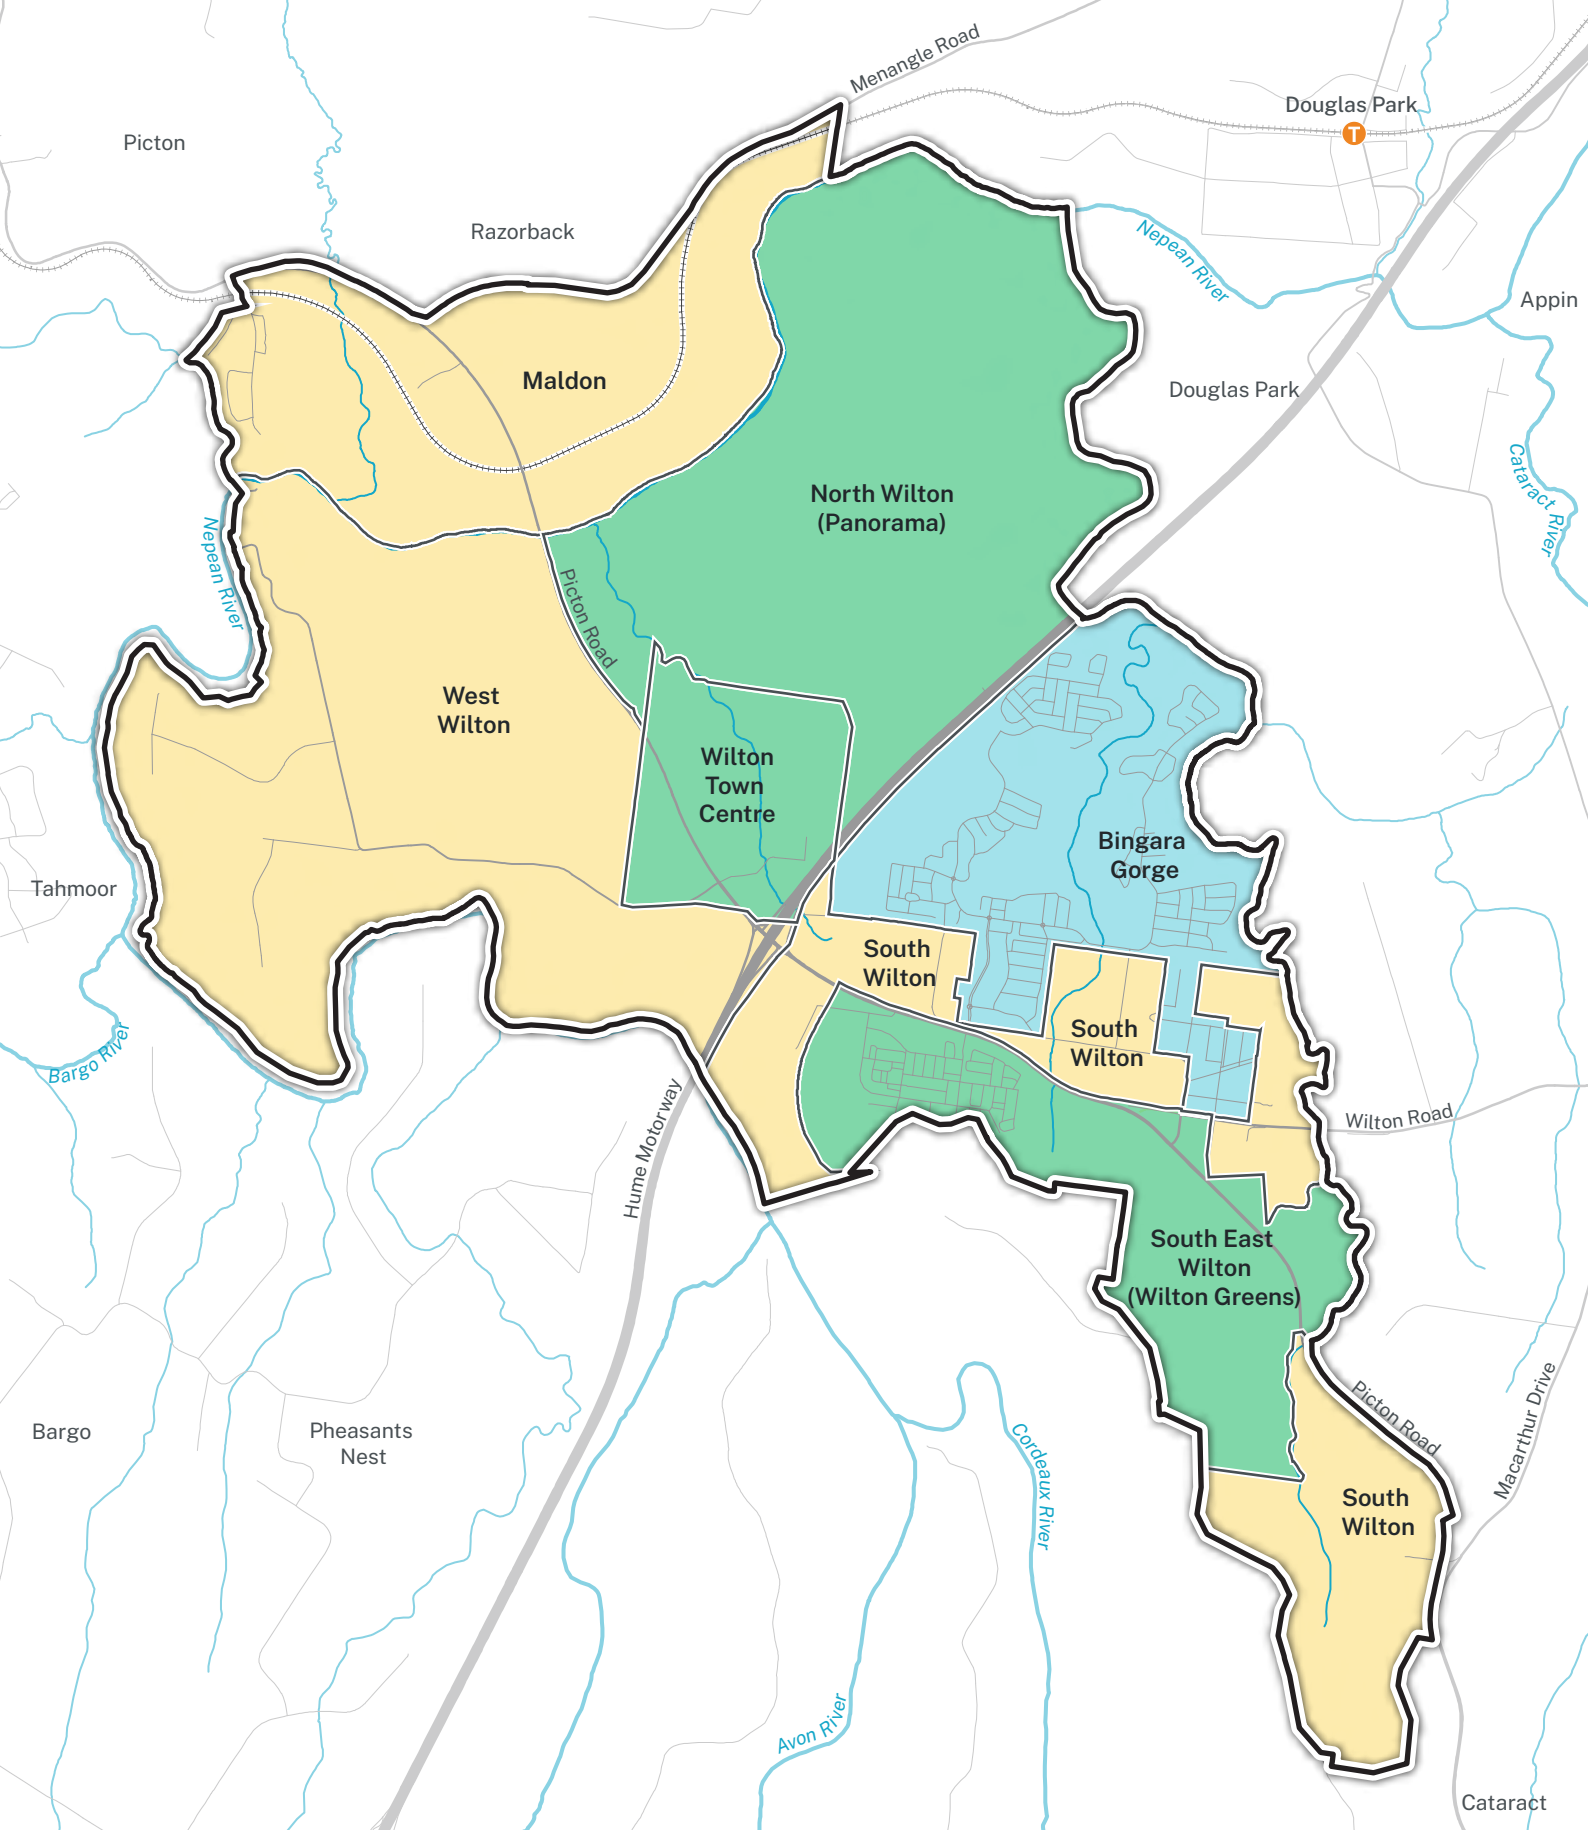 Menangle Road
Douglas Park
T
Picton
Razorback
Nepean River
Appin
Maldon
Douglas Park
Cataract River
North Wilton
(Panorama)
Nepean River
Picton Road
West
Wilton
Wilton
Town
Centre
Bingara
Gorge
Tahmoor
South
Wilton
South
Wilton
Bargo River
Hume Motorway
Wilton Road
South East
Wilton
(Wilton Greens)
Picton Road
Macarthur Drive
Bargo
Pheasants
Nest
Cordeaux River
South
Wilton
Avon River
Cataract